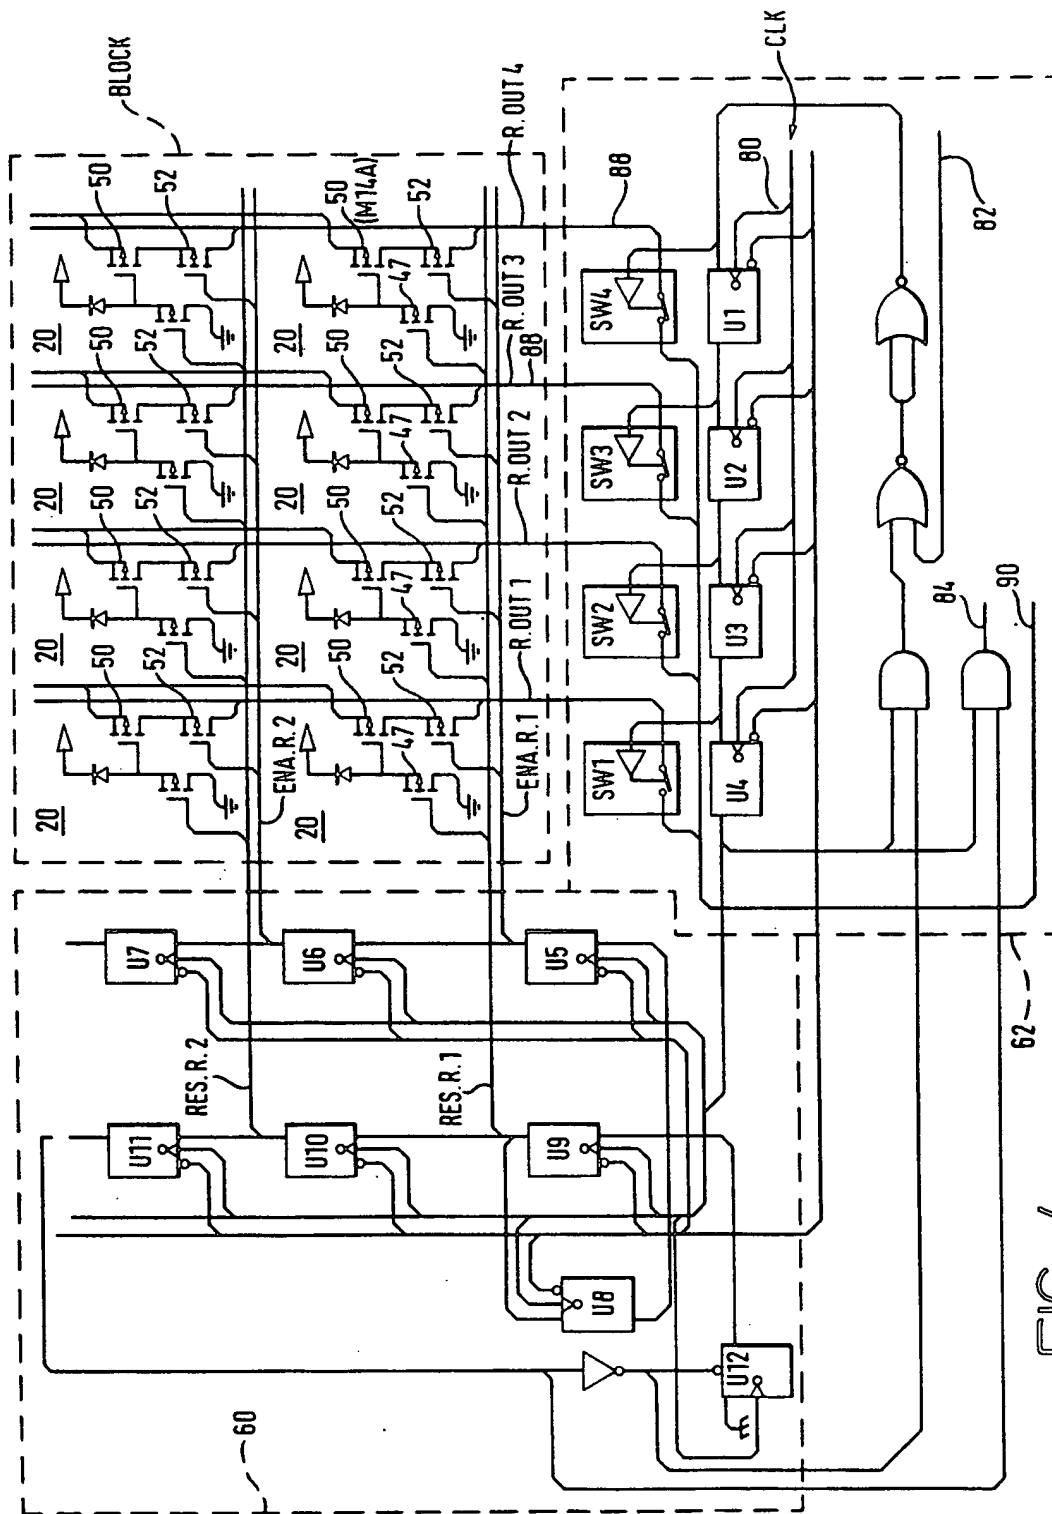 BLOCK
50
52
50
(M14A)
52
R.OUT 4
20
20
47
R.OUT 3
88
50
52
50
52
88
20
20
47
R.OUT 2
50
52
50
52
20
20
47
R.OUT 1
50
52
50
52
20
20
47
ENA.R.2
ENA.R.1
CLK
80
82
84
90
88
SW4
SW3
SW2
SW1
U1
U2
U3
U4
U7
U6
U5
RES.R.2
RES.R.1
U11
U10
U9
U8
U12
60
62